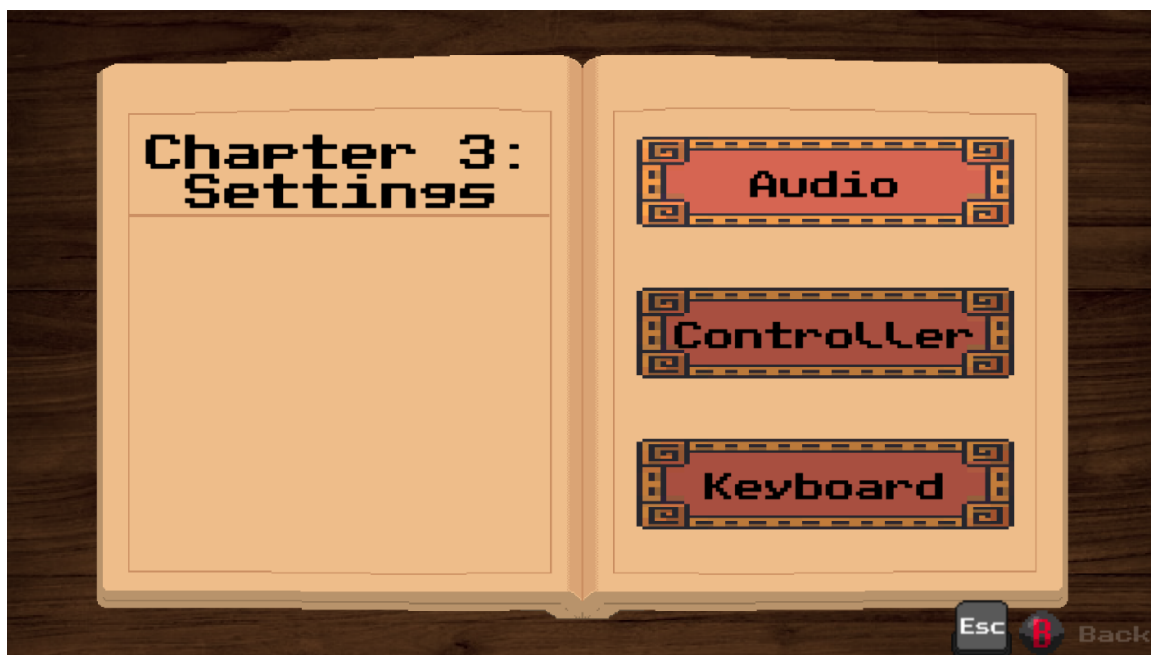 Chapter 3:
Settings
Audio
Controller
Keyboard
Esc B Back